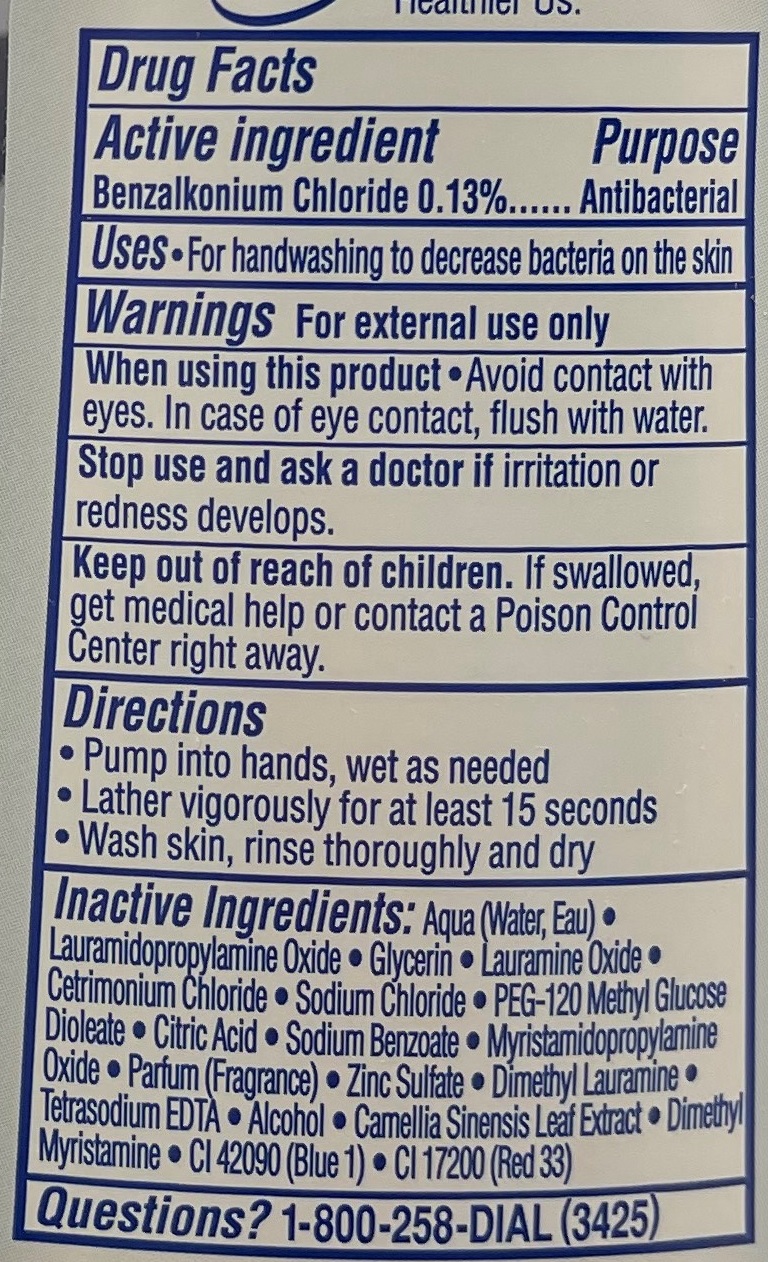 Healthier Us.
Drug Facts
Active ingredient Purpose
Benzalkonium Chloride 0.13%...... Antibacterial
Uses • For handwashing to decrease bacteria on the skin
Warnings For external use only
When using this product • Avoid contact with
eyes. In case of eye contact, flush with water.
Stop use and ask a doctor if irritation or
redness develops.
Keep out of reach of children. If swallowed,
get medical help or contact a Poison Control
Center right away.
Directions
• Pump into hands, wet as needed
• Lather vigorously for at least 15 seconds
• Wash skin, rinse thoroughly and dry
Inactive Ingredients: Aqua (Water, Eau) •
Lauramidopropylamine Oxide • Glycerin • Lauramine Oxide •
Cetrimonium Chloride • Sodium Chloride • PEG-120 Methyl Glucose
Dioleate • Citric Acid • Sodium Benzoate • Myristamidopropylamine
Oxide • Parfum (Fragrance) • Zinc Sulfate • Dimethyl Lauramine •
Tetrasodium EDTA • Alcohol • Camellia Sinensis Leaf Extract • Dimethyl
Myristamine • CI 42090 (Blue 1) • CI 17200 (Red 33)
Questions? 1-800-258-DIAL (3425)